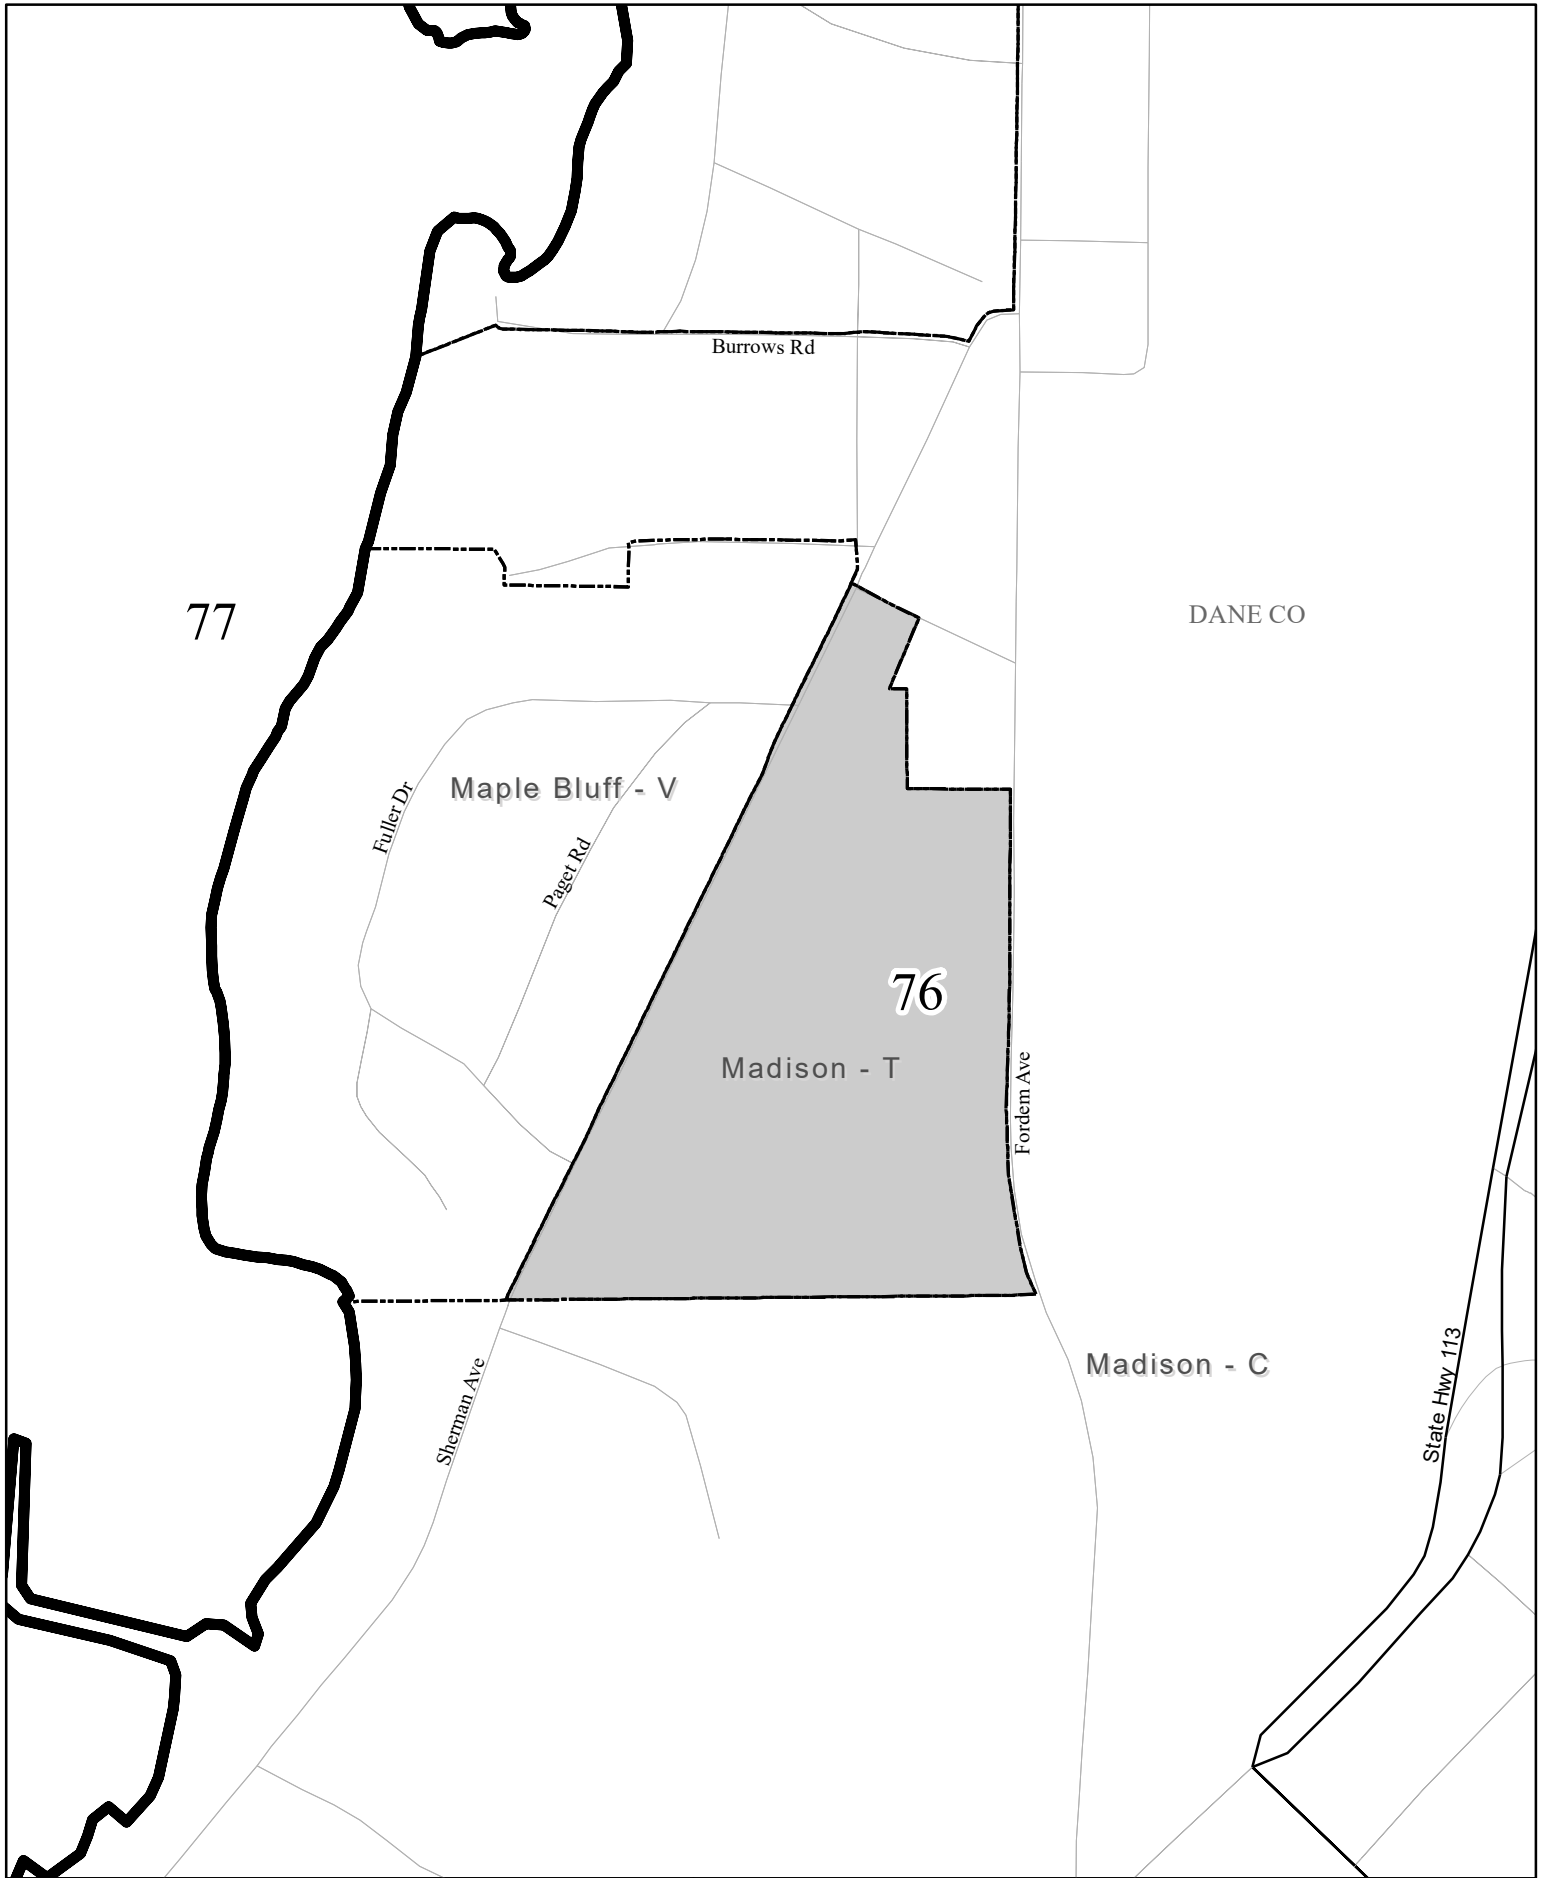 Burrows Rd
77
DANE CO
Maple Bluff - V
Fuller Dr
Paget Rd
76
Madison - T
Fordem Ave
Madison - C
State Hwy 113
Sherman Ave